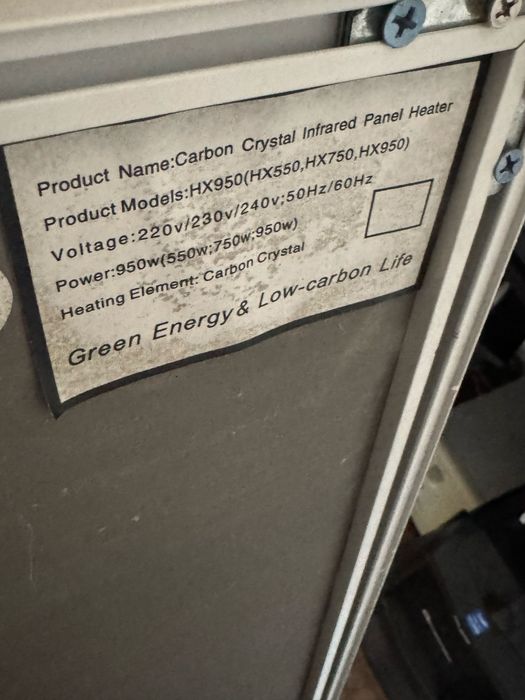 Product Name:Carbon Crystal Infrared Panel Heater
Product Models:HX950(HX550,HX750,HX950)
Voltage:220v/230v/240v;50Hz/60Hz
Power:950w(550w;750w;950w)
Heating Element: Carbon Crystal
Green Energy & Low-carbon Life